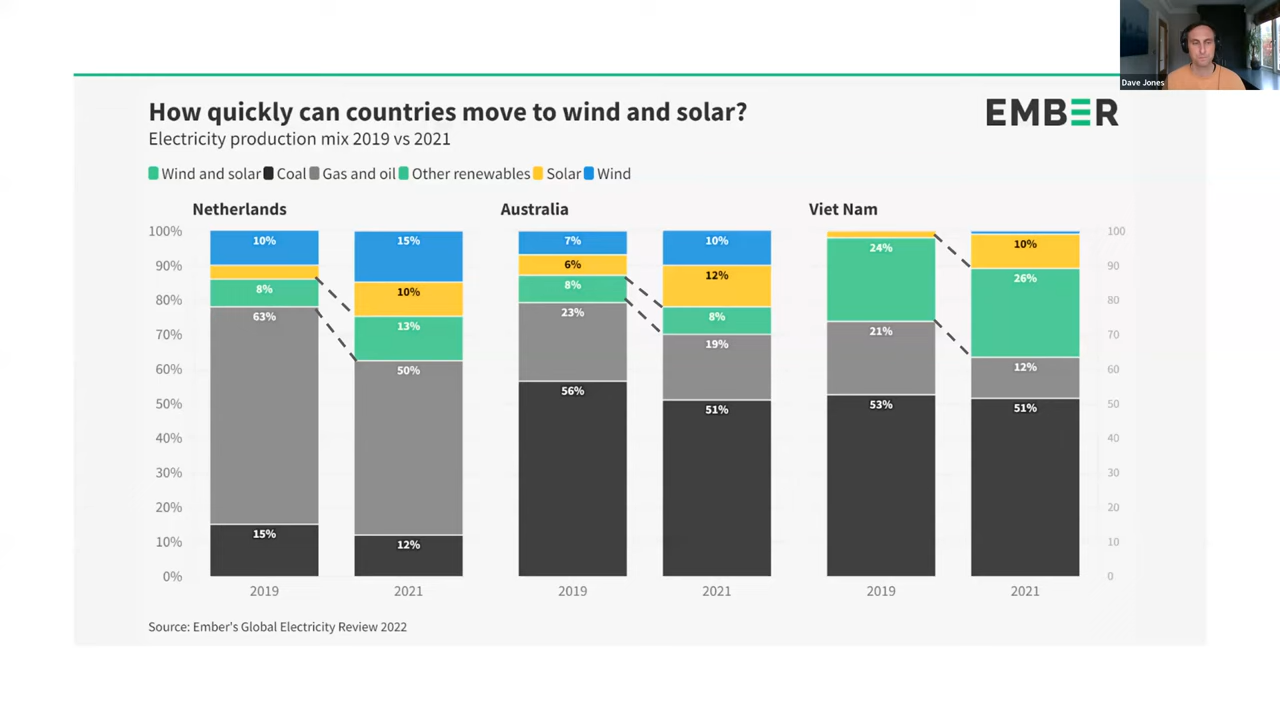 Dave Jones
How quickly can countries move to wind and solar?
EMBER
Electricity production mix 2019 vs 2021
Wind and solar Coal Gas and oil Other renewables Solar Wind
Netherlands Australia Viet Nam
100% 10% 15% 7% 10% 100
90% 6% 24% 10% 90
80% 8% 10% 8% 12% 26% 80
70% 63% 13% 23% 8% 21% 70
60% 50% 56% 19% 12% 60
50% 51% 53% 51% 50
40% 40
30% 30
20% 20
10% 15% 12% 10
0% 0
2019 2021 2019 2021 2019 2021
Source: Ember's Global Electricity Review 2022